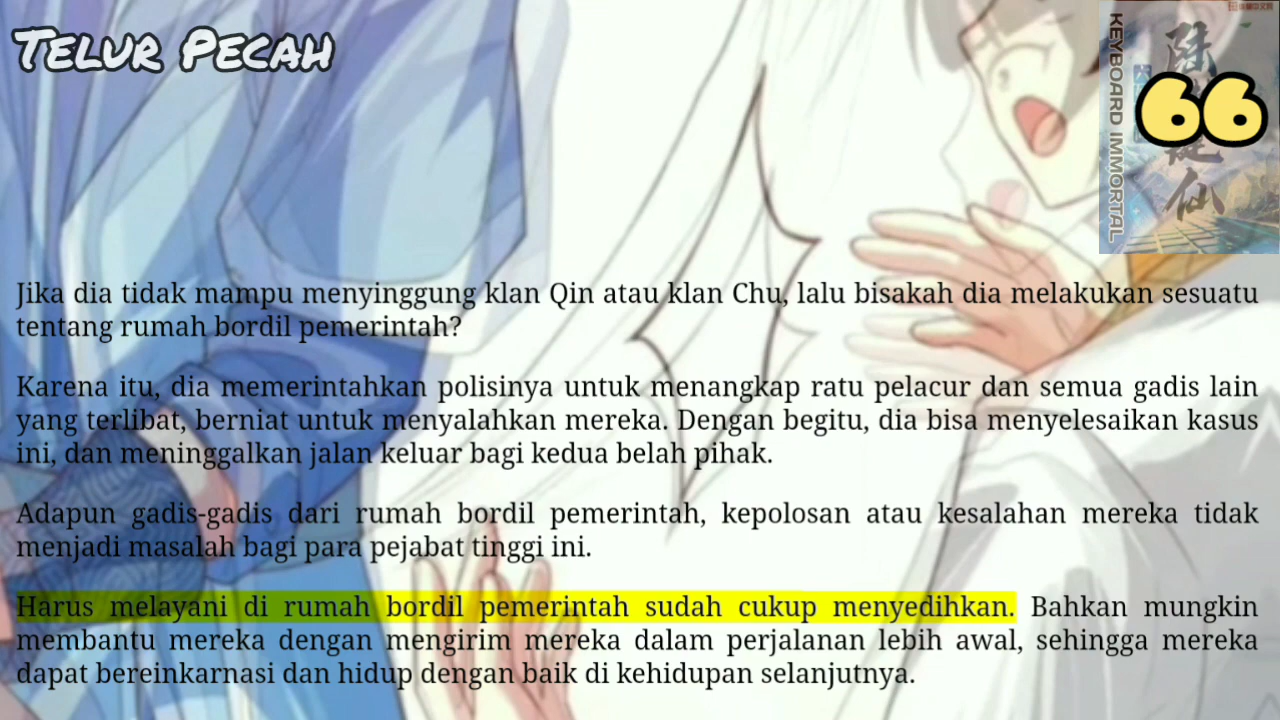 Telur Pecah
KEYBOARD IMMORTAL
66
仙
Jika dia tidak mampu menyinggung klan Qin atau klan Chu, lalu bisakah dia melakukan sesuatu
tentang rumah bordil pemerintah?
Karena itu, dia memerintahkan polisinya untuk menangkap ratu pelacur dan semua gadis lain
yang terlibat, berniat untuk menyalahkan mereka. Dengan begitu, dia bisa menyelesaikan kasus
ini, dan meninggalkan jalan keluar bagi kedua belah pihak.
Adapun gadis-gadis dari rumah bordil pemerintah, kepolosan atau kesalahan mereka tidak
menjadi masalah bagi para pejabat tinggi ini.
Harus melayani di rumah bordil pemerintah sudah cukup menyedihkan. Bahkan mungkin
membantu mereka dengan mengirim mereka dalam perjalanan lebih awal, sehingga mereka
dapat bereinkarnasi dan hidup dengan baik di kehidupan selanjutnya.